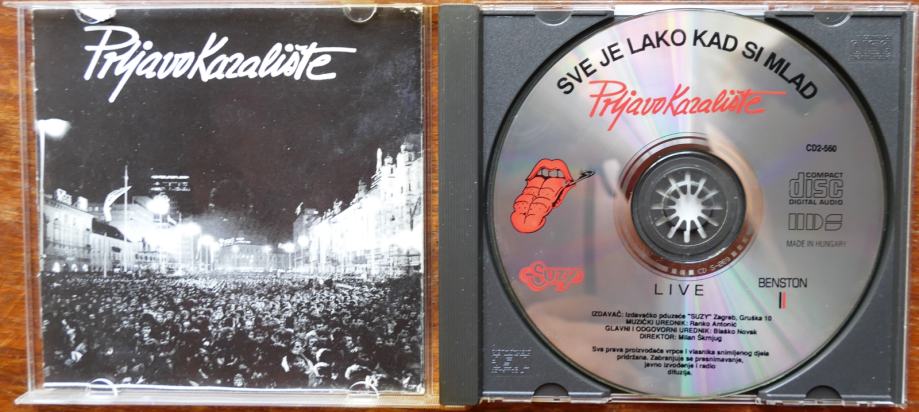 Prljavo Kazalište
SVE JE LAKO KAD SI MLAD
Prljavo Kazalište
CD2-560
COMPACT
disc
DIGITAL AUDIO
MADE IN HUNGARY
SUZY
LIVE
BENSTON
IZDAVAČ: Izdavačko pduzeće "SUZY" Zagreb, Gruška 10
MUZIČKI UREDNIK: Ranko Antonić
GLAVNI I ODGOVORNI UREDNIK: Blaško Novak
DIREKTOR: Milan Škrnjug
Sva prava proizvođača vrpce i vlasnika snimljenog djela
pridržana. Zabranjuje se presnimavanje,
javno izvođenje i radio
difuzija.